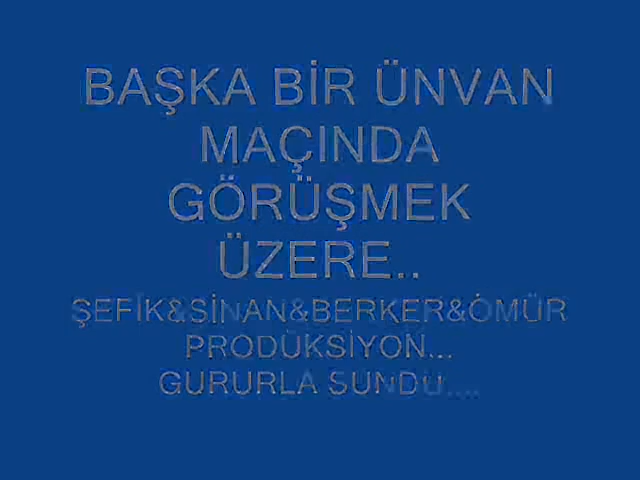 BAŞKA BİR ÜNVAN
MAÇINDA
GÖRÜŞMEK
ÜZERE..
ŞEFİK&SİNAN&BERKER&ÖMÜR
PRODÜKSİYON...
GURURLA SUNDU....